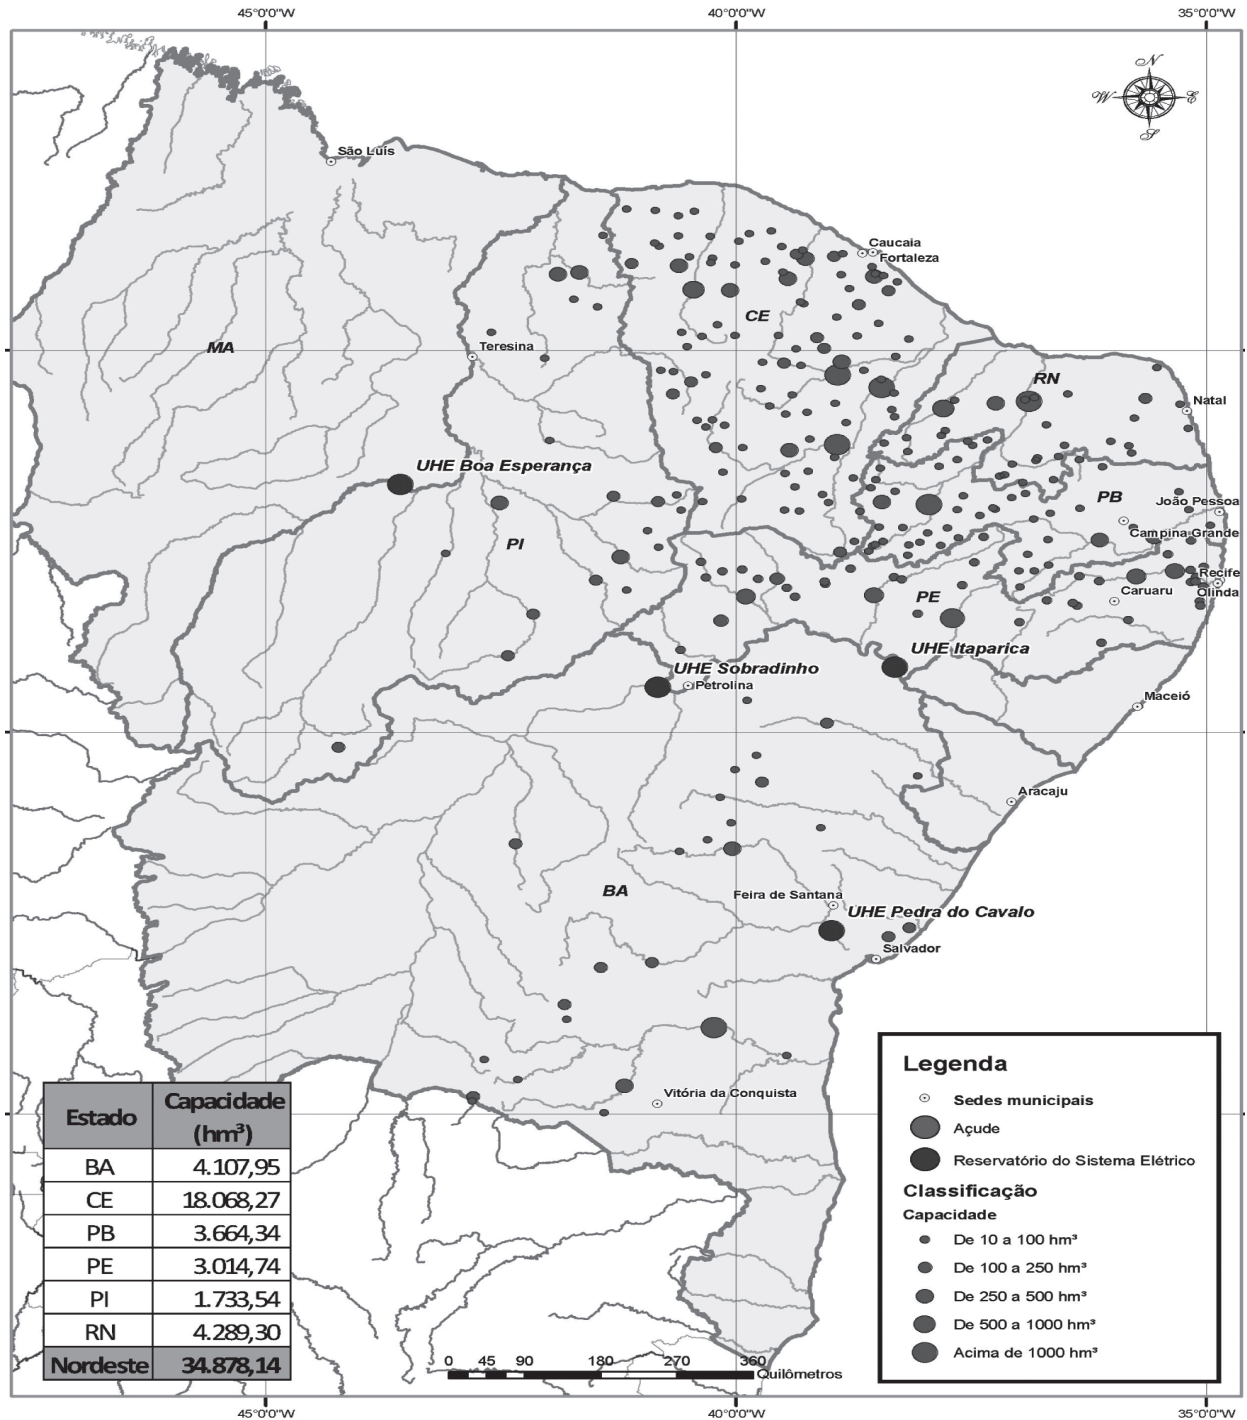 45°0'0"W
40°0'0"W
35°0'0"W
N
W
E
S
São Luís
Caucaia
Fortaleza
CE
MA
Teresina
RN
Natal
UHE Boa Esperança
PB
João Pessoa
Campina Grande
PI
Recife
Olinda
Caruaru
PE
UHE Itaparica
UHE Sobradinho
Petrolina
Maceió
Aracaju
BA
Feira de Santana
UHE Pedra do Cavalo
Salvador
Vitória da Conquista
Legenda
Sedes municipais
Açude
Reservatório do Sistema Elétrico
Classificação
Capacidade
De 10 a 100 hm³
De 100 a 250 hm³
De 250 a 500 hm³
De 500 a 1000 hm³
Acima de 1000 hm³
Estado Capacidade (hm³)
BA 4.107,95
CE 18.068,27
PB 3.664,34
PE 3.014,74
PI 1.733,54
RN 4.289,30
Nordeste 34.878,14
0 45 90 180 270 360
Quilômetros
45°0'0"W
40°0'0"W
35°0'0"W